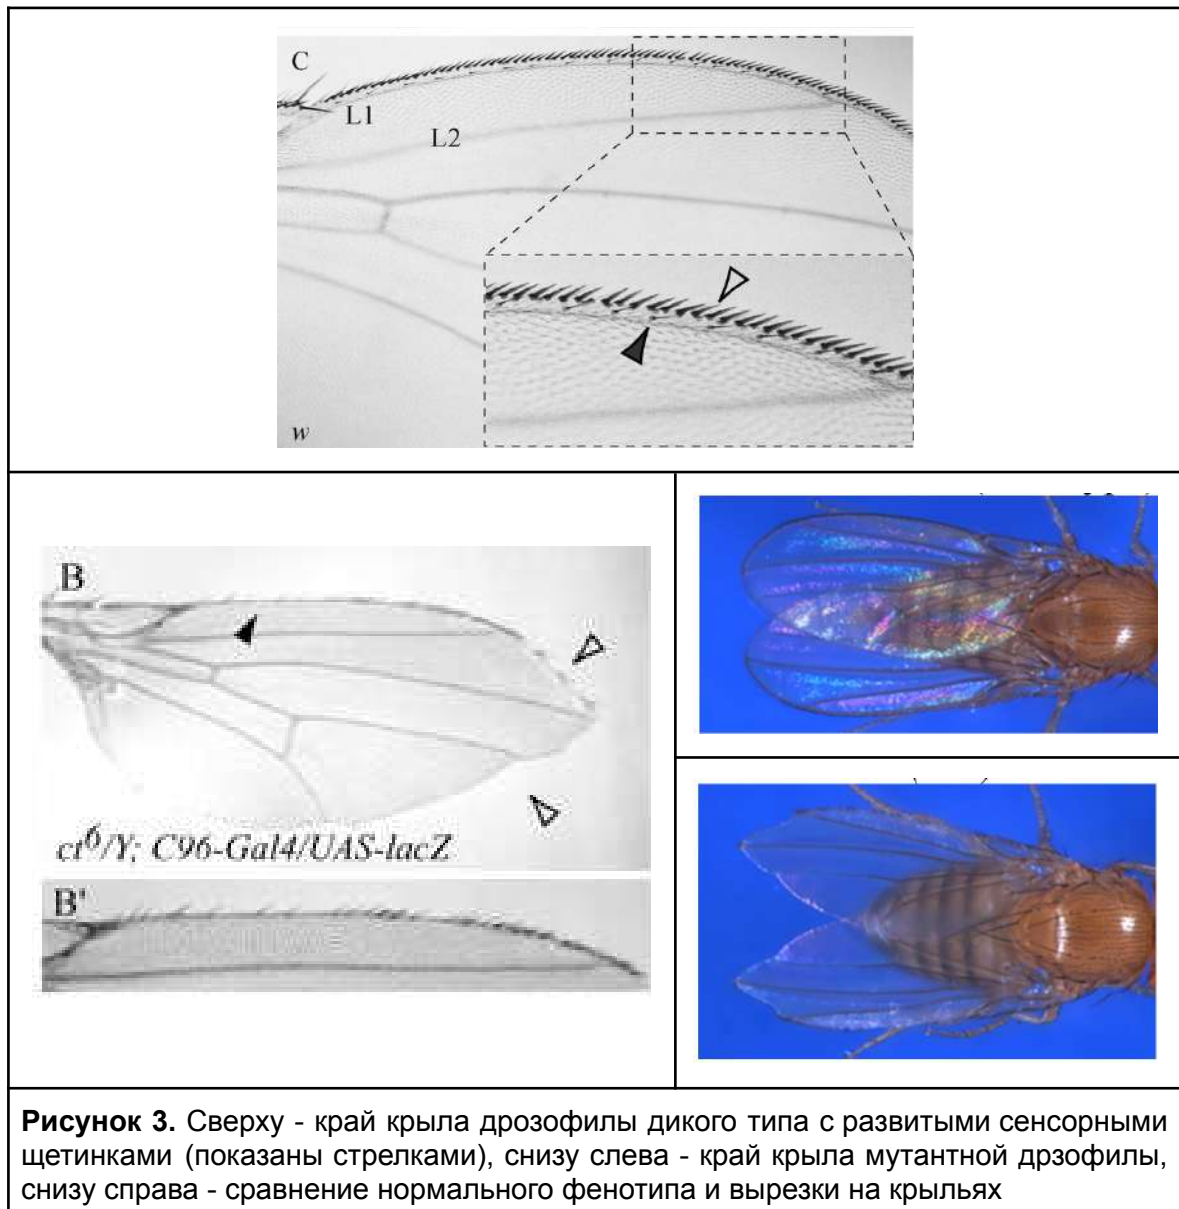 C
L1
L2
w
B
ct⁶/Y; C96-Gal4/UAS-lacZ
B'
Рисунок 3. Сверху - край крыла дрозофилы дикого типа с развитыми сенсорными
щетинками (показаны стрелками), снизу слева - край крыла мутантной дрзофилы,
снизу справа - сравнение нормального фенотипа и вырезки на крыльях